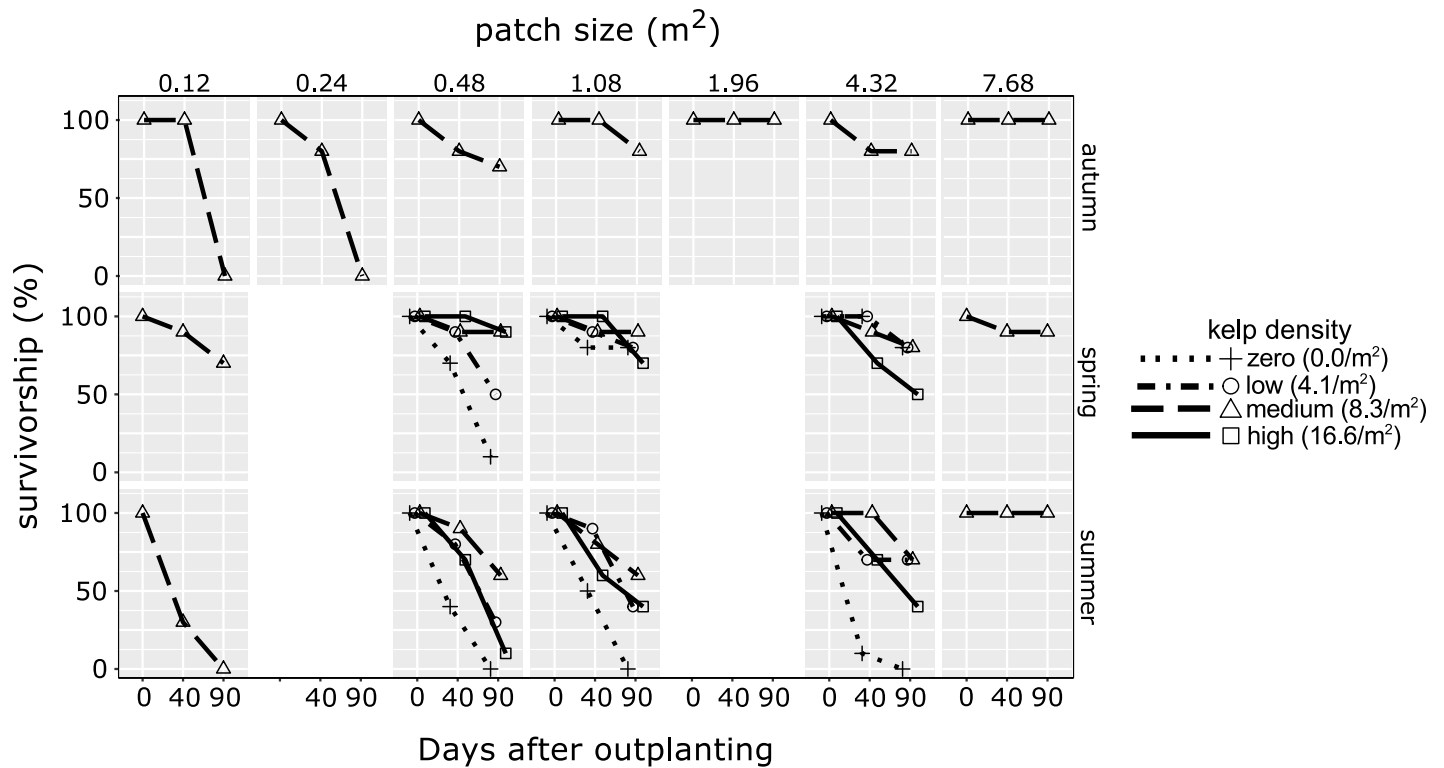 patch size (m²)
0.12 0.24 0.48 1.08 1.96 4.32 7.68
100
50
0
autumn
100
50
0
spring
100
50
0
summer
survivorship (%)
0 40 90 0 40 90 0 40 90 0 40 90 0 40 90 0 40 90
Days after outplanting
kelp density
zero (0.0/m²)
low (4.1/m²)
medium (8.3/m²)
high (16.6/m²)